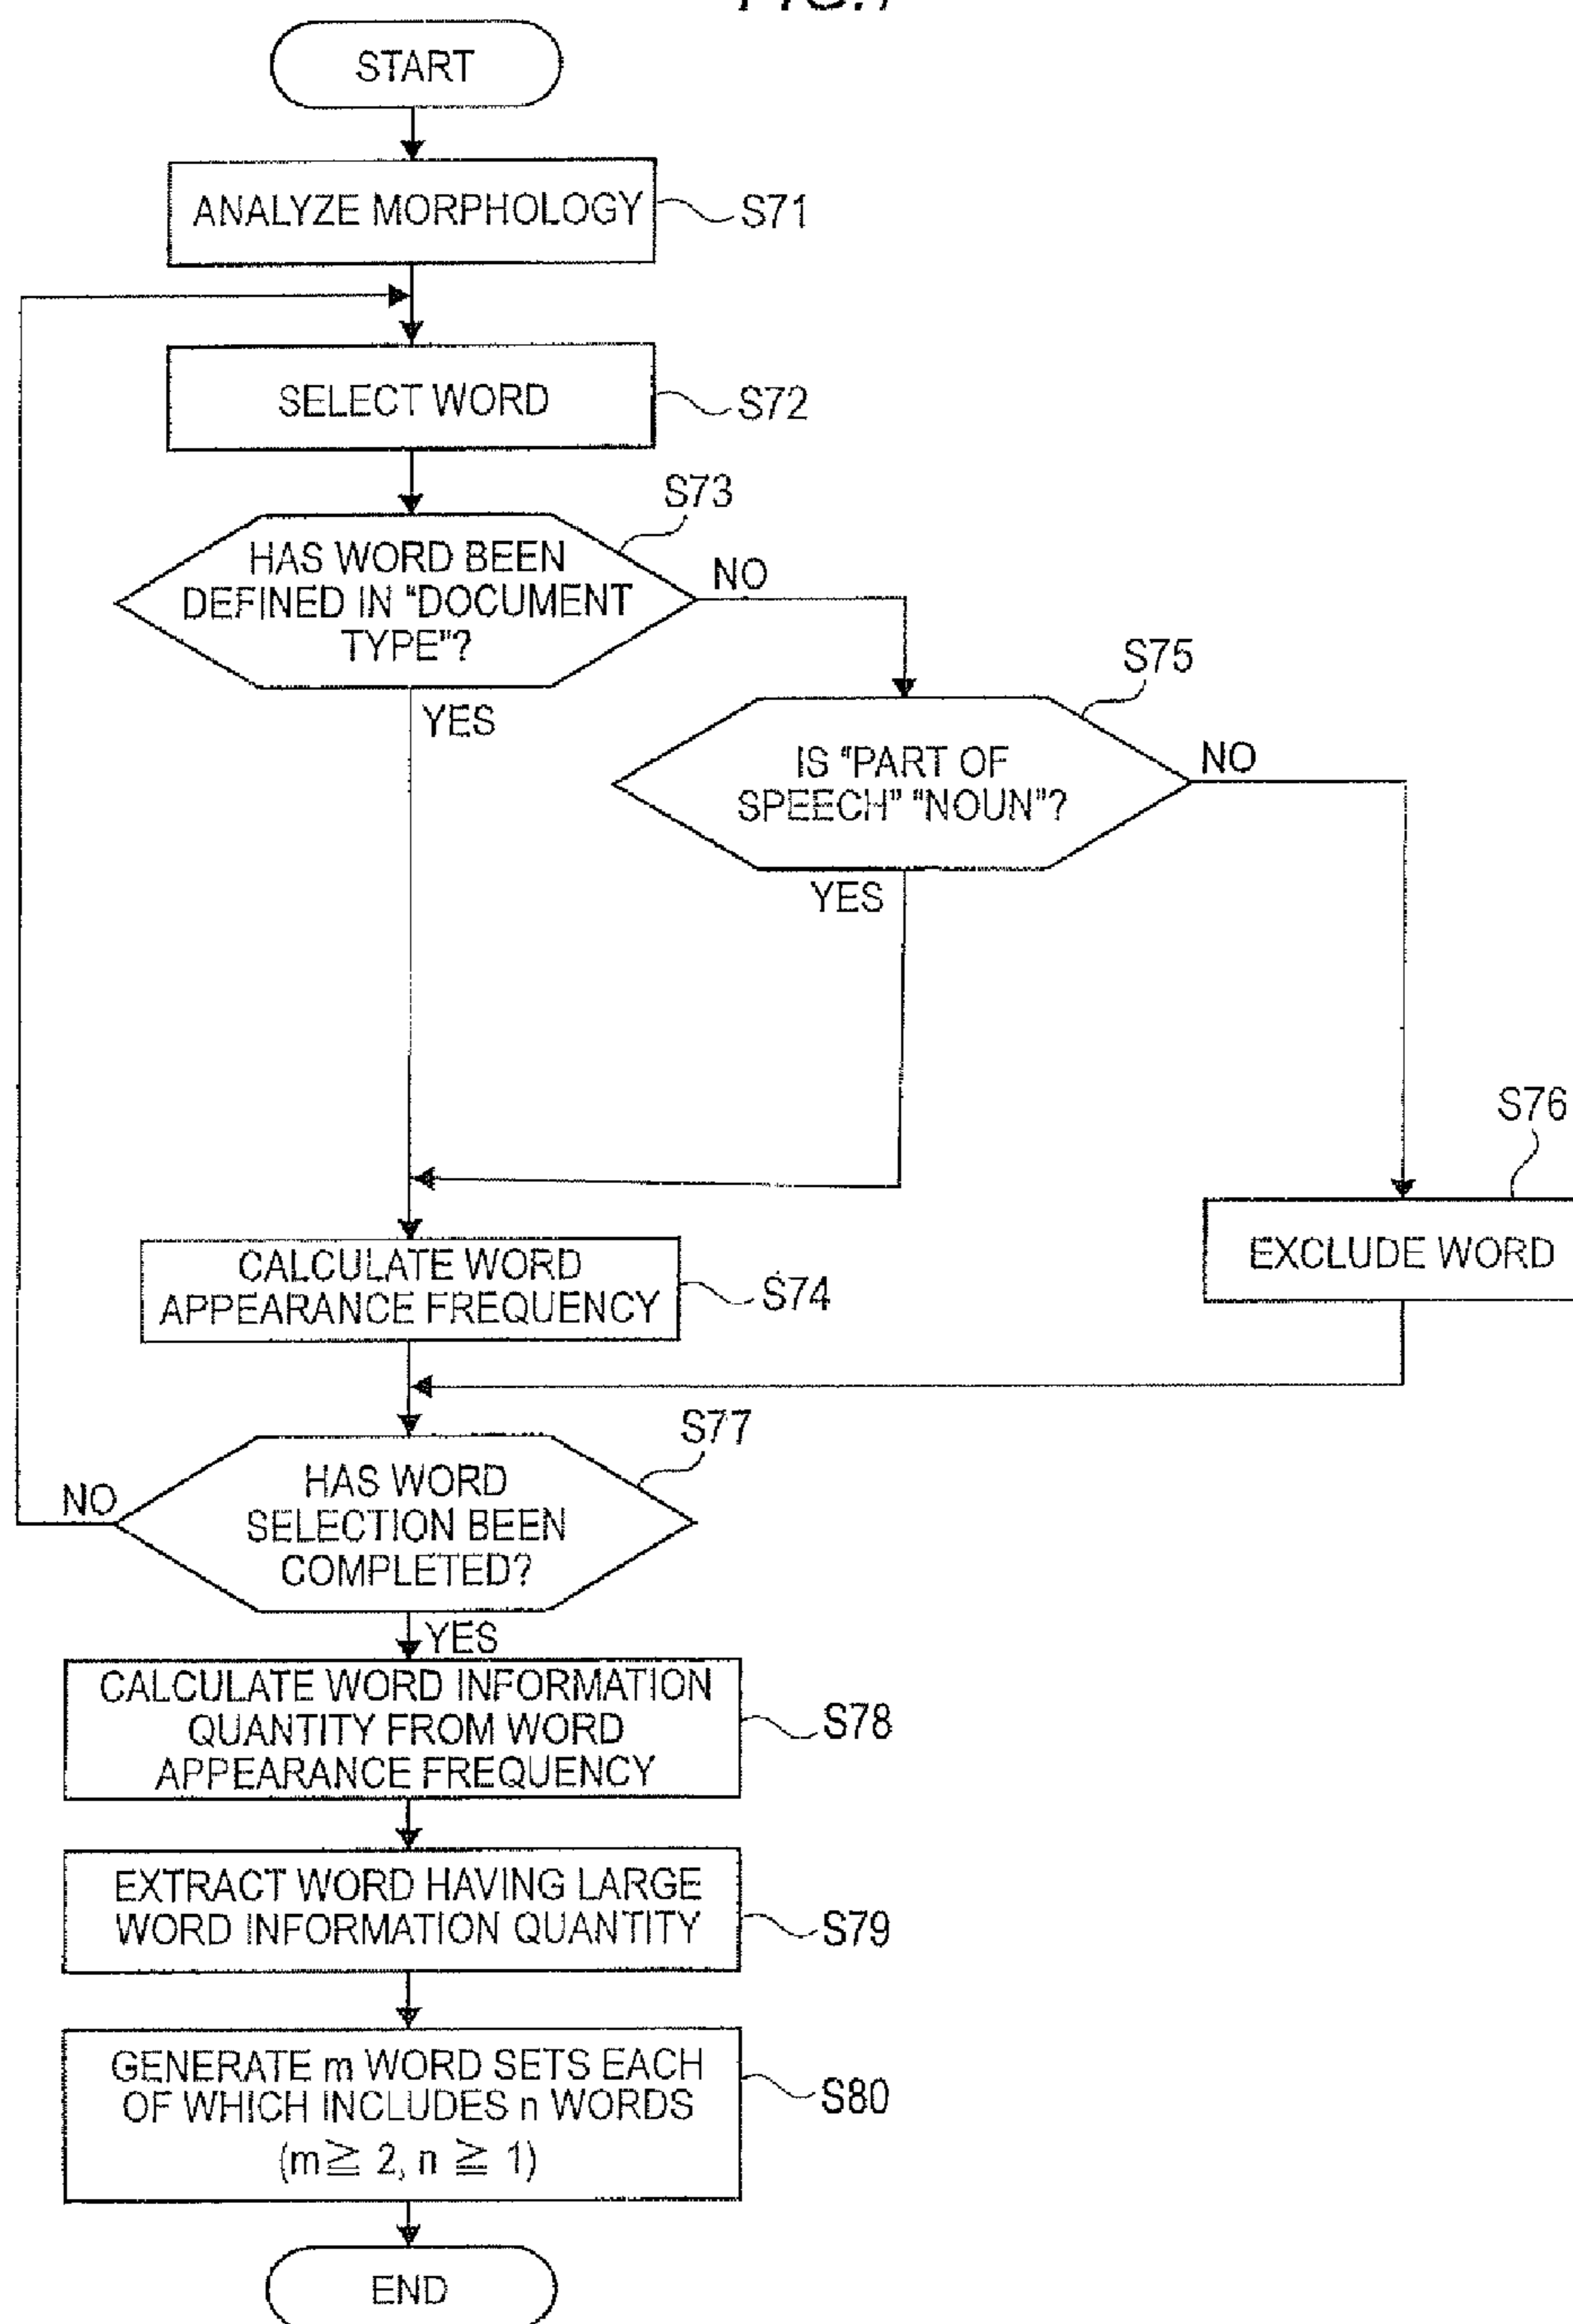 START
ANALYZE MORPHOLOGY
S71
SELECT WORD
S72
S73
HAS WORD BEEN
DEFINED IN "DOCUMENT
TYPE"?
NO
YES
S75
IS "PART OF
SPEECH" "NOUN"?
NO
YES
S76
EXCLUDE WORD
CALCULATE WORD
APPEARANCE FREQUENCY
S74
S77
HAS WORD
SELECTION BEEN
COMPLETED?
NO
YES
CALCULATE WORD INFORMATION
QUANTITY FROM WORD
APPEARANCE FREQUENCY
S78
EXTRACT WORD HAVING LARGE
WORD INFORMATION QUANTITY
S79
GENERATE m WORD SETS EACH
OF WHICH INCLUDES n WORDS
(m ≧ 2, n ≧ 1)
S80
END